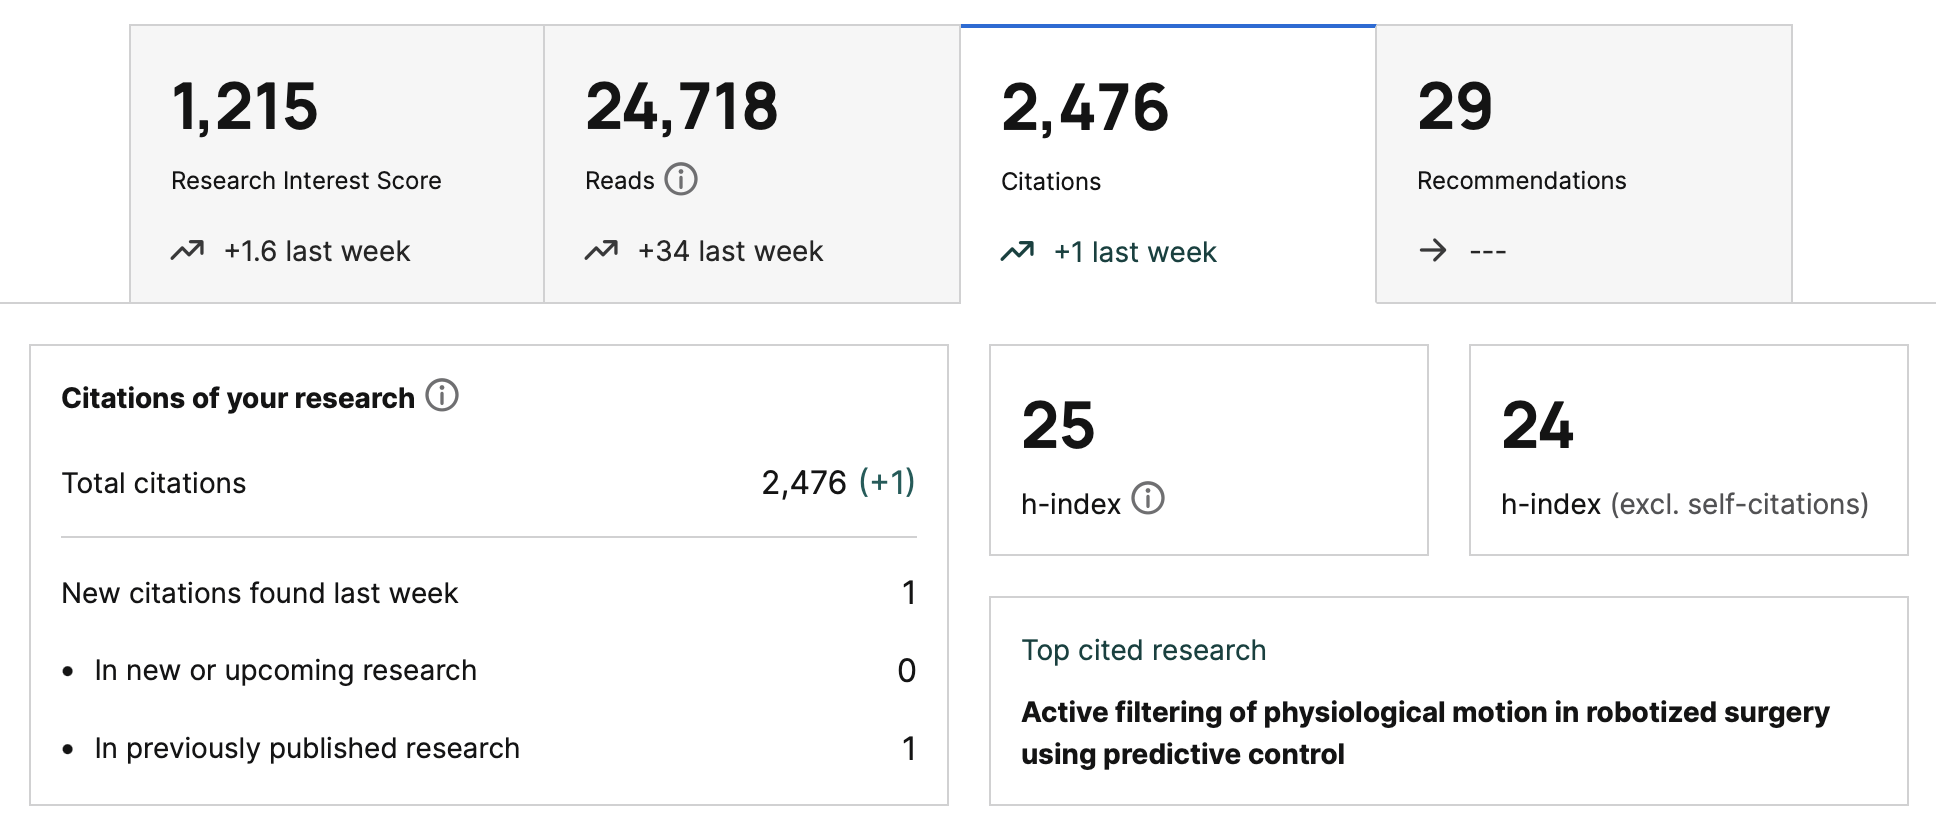 1,215
Research Interest Score
+1.6 last week
24,718
Reads
+34 last week
2,476
Citations
+1 last week
29
Recommendations
---
Citations of your research
Total citations 2,476 (+1)
New citations found last week 1
• In new or upcoming research 0
• In previously published research 1
25
h-index
24
h-index (excl. self-citations)
Top cited research
Active filtering of physiological motion in robotized surgery
using predictive control